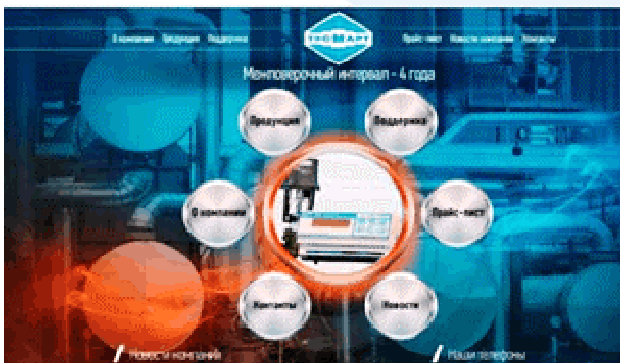 О компании Продукция Поддержка
ТЕСМАРТ
Прайс-лист Новости компании Контакты
Межповерочный интервал - 4 года
Продукция
Поддержка
О компании
Прайс-лист
Контакты
Новости
Новости компании
Наши телефоны